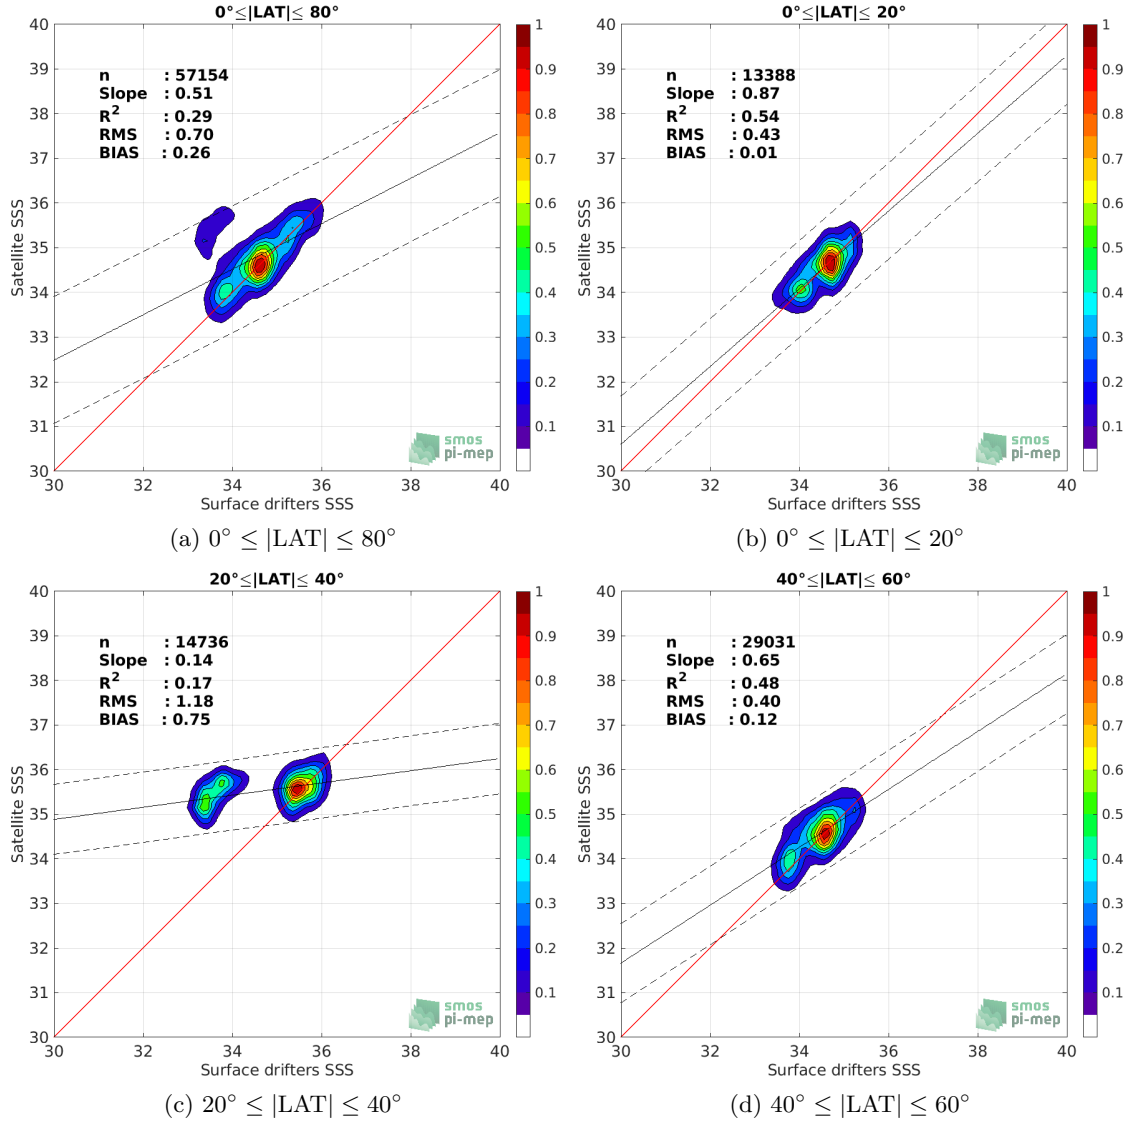 0°≤|LAT|≤ 80°
n : 57154
Slope : 0.51
R2 : 0.29
RMS : 0.70
BIAS : 0.26
Satellite SSS
40
39
38
37
36
35
34
33
32
31
30
30 32 34 36 38 40
Surface drifters SSS
1
0.9
0.8
0.7
0.6
0.5
0.4
0.3
0.2
0.1
smos
pi-mep
(a) 0° ≤ |LAT| ≤ 80°
0°≤|LAT|≤ 20°
n : 13388
Slope : 0.87
R2 : 0.54
RMS : 0.43
BIAS : 0.01
Satellite SSS
40
39
38
37
36
35
34
33
32
31
30
30 32 34 36 38 40
Surface drifters SSS
1
0.9
0.8
0.7
0.6
0.5
0.4
0.3
0.2
0.1
smos
pi-mep
(b) 0° ≤ |LAT| ≤ 20°
20°≤|LAT|≤ 40°
n : 14736
Slope : 0.14
R2 : 0.17
RMS : 1.18
BIAS : 0.75
Satellite SSS
40
39
38
37
36
35
34
33
32
31
30
30 32 34 36 38 40
Surface drifters SSS
1
0.9
0.8
0.7
0.6
0.5
0.4
0.3
0.2
0.1
smos
pi-mep
(c) 20° ≤ |LAT| ≤ 40°
40°≤|LAT|≤ 60°
n : 29031
Slope : 0.65
R2 : 0.48
RMS : 0.40
BIAS : 0.12
Satellite SSS
40
39
38
37
36
35
34
33
32
31
30
30 32 34 36 38 40
Surface drifters SSS
1
0.9
0.8
0.7
0.6
0.5
0.4
0.3
0.2
0.1
smos
pi-mep
(d) 40° ≤ |LAT| ≤ 60°